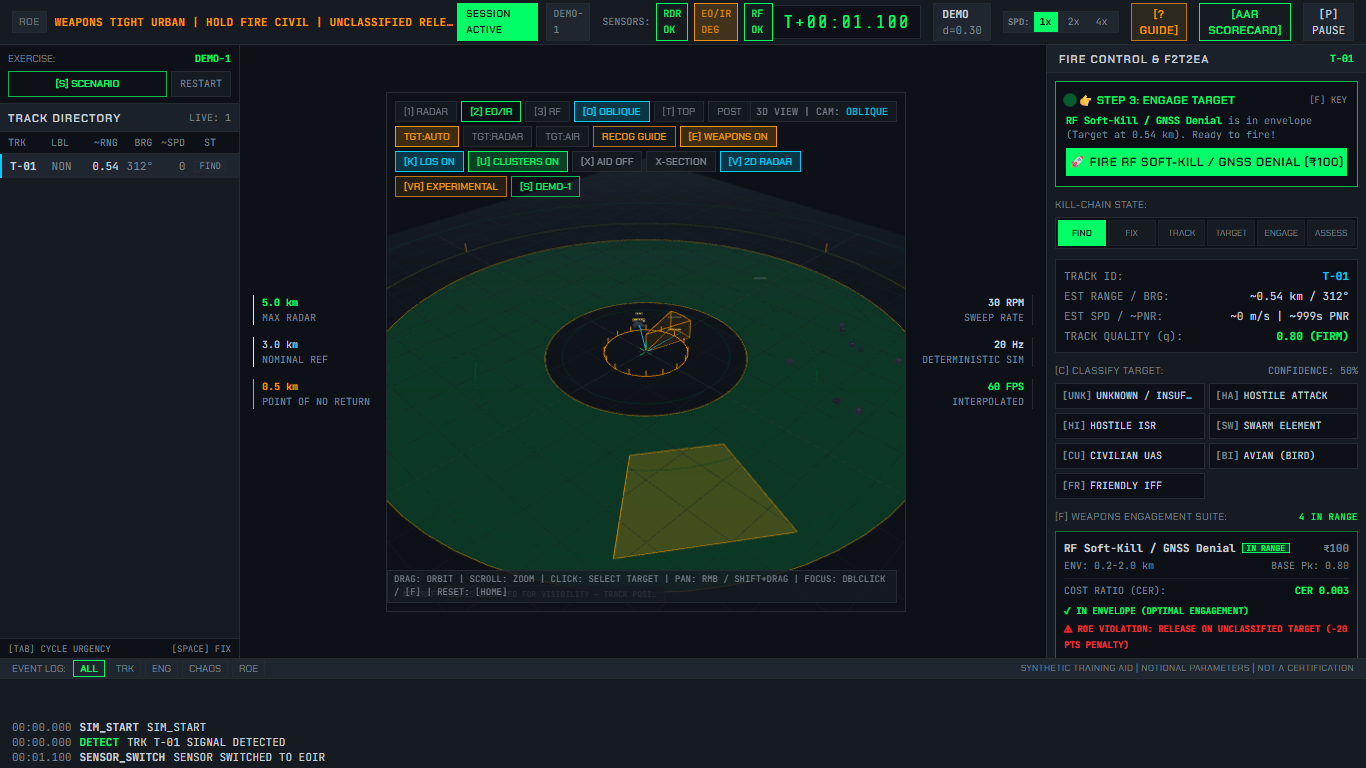 ROE
WEAPONS TIGHT URBAN | HOLD FIRE CIVIL | UNCLASSIFIED RELE…
SESSION
ACTIVE
DEMO-
1
SENSORS:
RDR
OK
EO/IR
DEG
RF
OK
T+00:01.100
DEMO
d=0.30
SPD: 1x 2x 4x
[?
GUIDE]
[AAR
SCORECARD]
[P]
PAUSE
EXERCISE: DEMO-1
[S] SCENARIO RESTART
TRACK DIRECTORY LIVE: 1
TRK LBL ~RNG BRG ~SPD ST
T-01 NON 0.54 312° 0 FIND
[TAB] CYCLE URGENCY [SPACE] FIX
[1] RADAR [2] EO/IR [3] RF [O] OBLIQUE [T] TOP POST 3D VIEW | CAM: OBLIQUE
TGT:AUTO TGT:RADAR TGT:AIR RECOG GUIDE [E] WEAPONS ON
[K] LOS ON [U] CLUSTERS ON [X] AID OFF X-SECTION [V] 2D RADAR
[VR] EXPERIMENTAL [S] DEMO-1
5.0 km
MAX RADAR
3.0 km
NOMINAL REF
0.5 km
POINT OF NO RETURN
30 RPM
SWEEP RATE
20 Hz
DETERMINISTIC SIM
60 FPS
INTERPOLATED
DRAG: ORBIT | SCROLL: ZOOM | CLICK: SELECT TARGET | PAN: RMB / SHIFT+DRAG | FOCUS: DBLCLICK
/ [F] | RESET: [HOME]
FOR VISIBILITY — TRACK POSI…
FIRE CONTROL & F2T2EA T-01
👉 STEP 3: ENGAGE TARGET [F] KEY
RF Soft-Kill / GNSS Denial is in envelope
(Target at 0.54 km). Ready to fire!
🚀 FIRE RF SOFT-KILL / GNSS DENIAL (₹100)
KILL-CHAIN STATE:
FIND FIX TRACK TARGET ENGAGE ASSESS
TRACK ID: T-01
EST RANGE / BRG: ~0.54 km / 312°
EST SPD / ~PNR: ~0 m/s | ~999s PNR
TRACK QUALITY (q): 0.80 (FIRM)
[C] CLASSIFY TARGET: CONFIDENCE: 50%
[UNK] UNKNOWN / INSUF… [HA] HOSTILE ATTACK
[HI] HOSTILE ISR [SW] SWARM ELEMENT
[CU] CIVILIAN UAS [BI] AVIAN (BIRD)
[FR] FRIENDLY IFF
[F] WEAPONS ENGAGEMENT SUITE: 4 IN RANGE
RF Soft-Kill / GNSS Denial IN RANGE ₹100
ENV: 0.2-2.0 km BASE Pk: 0.80
COST RATIO (CER): CER 0.003
✓ IN ENVELOPE (OPTIMAL ENGAGEMENT)
⚠ ROE VIOLATION: RELEASE ON UNCLASSIFIED TARGET (-20
PTS PENALTY)
EVENT LOG: ALL TRK ENG CHAOS ROE
SYNTHETIC TRAINING AID | NOTIONAL PARAMETERS | NOT A CERTIFICATION
00:00.000 SIM_START SIM_START
00:00.000 DETECT TRK T-01 SIGNAL DETECTED
00:01.100 SENSOR_SWITCH SENSOR SWITCHED TO EOIR